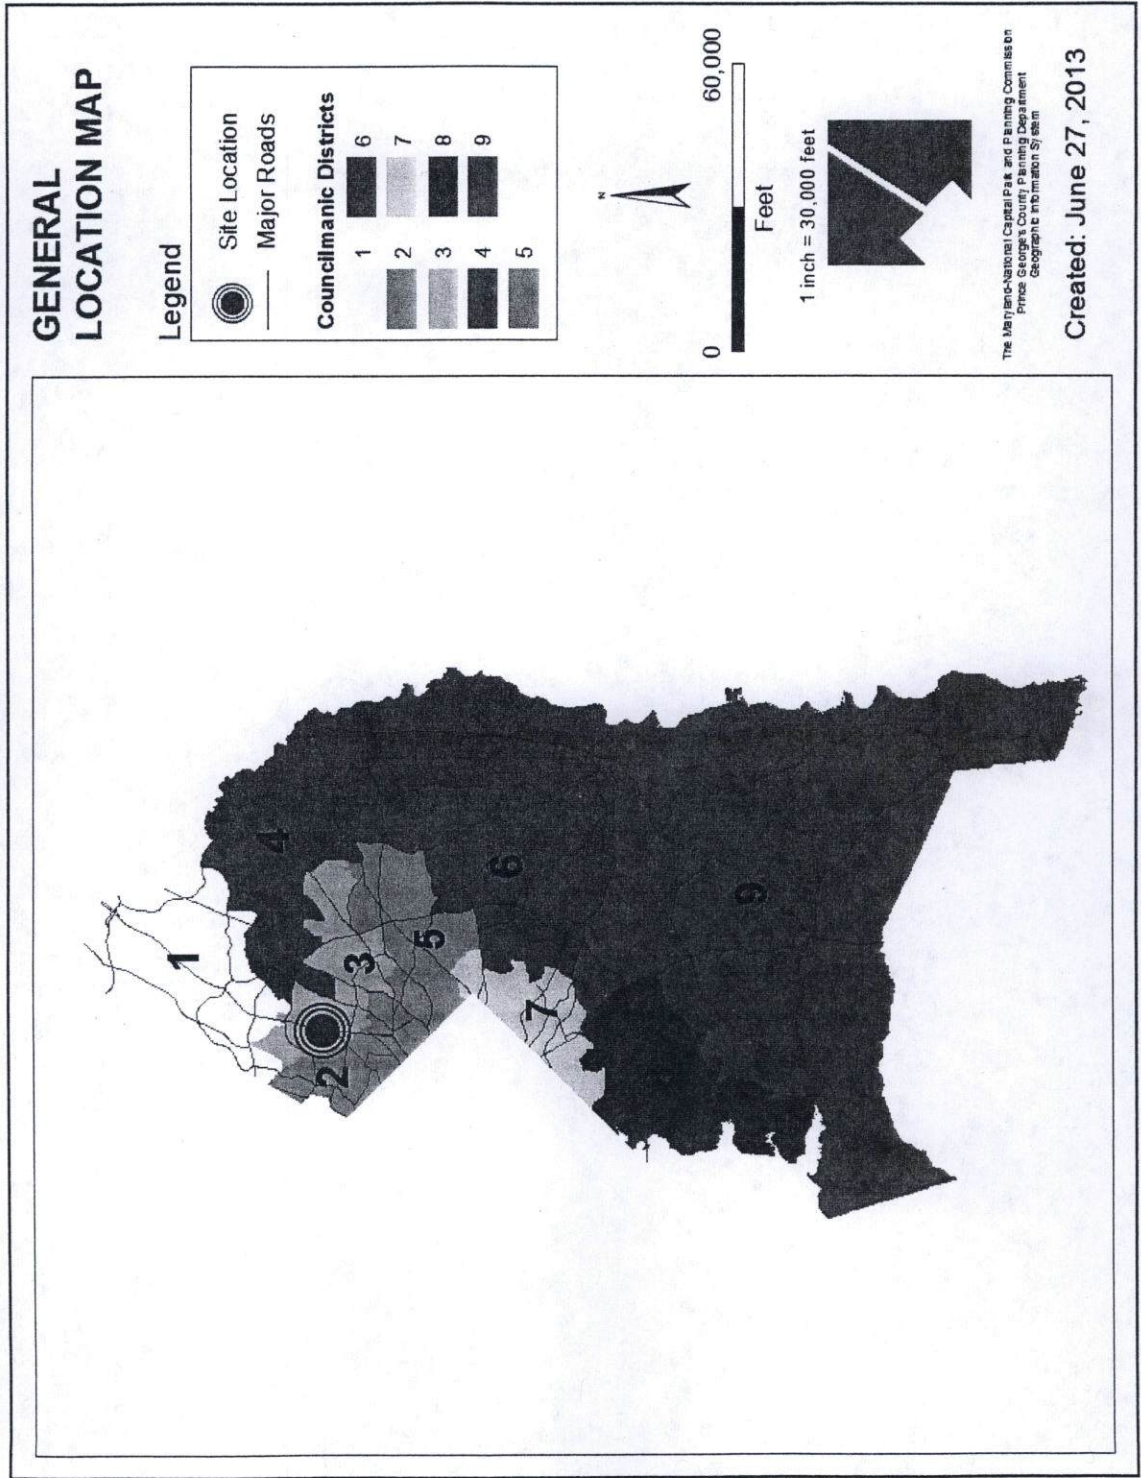 GENERAL
LOCATION MAP
Legend
Site Location
Major Roads
Councilmanic Districts
1 6
2 7
3 8
4 9
5
N
0 60,000
Feet
1 inch = 30,000 feet
The Maryland-National Capital Park and Planning Commission
Prince George's County Planning Department
Geographic Information System
Created: June 27, 2013
1
4
2
3
5
6
7
9